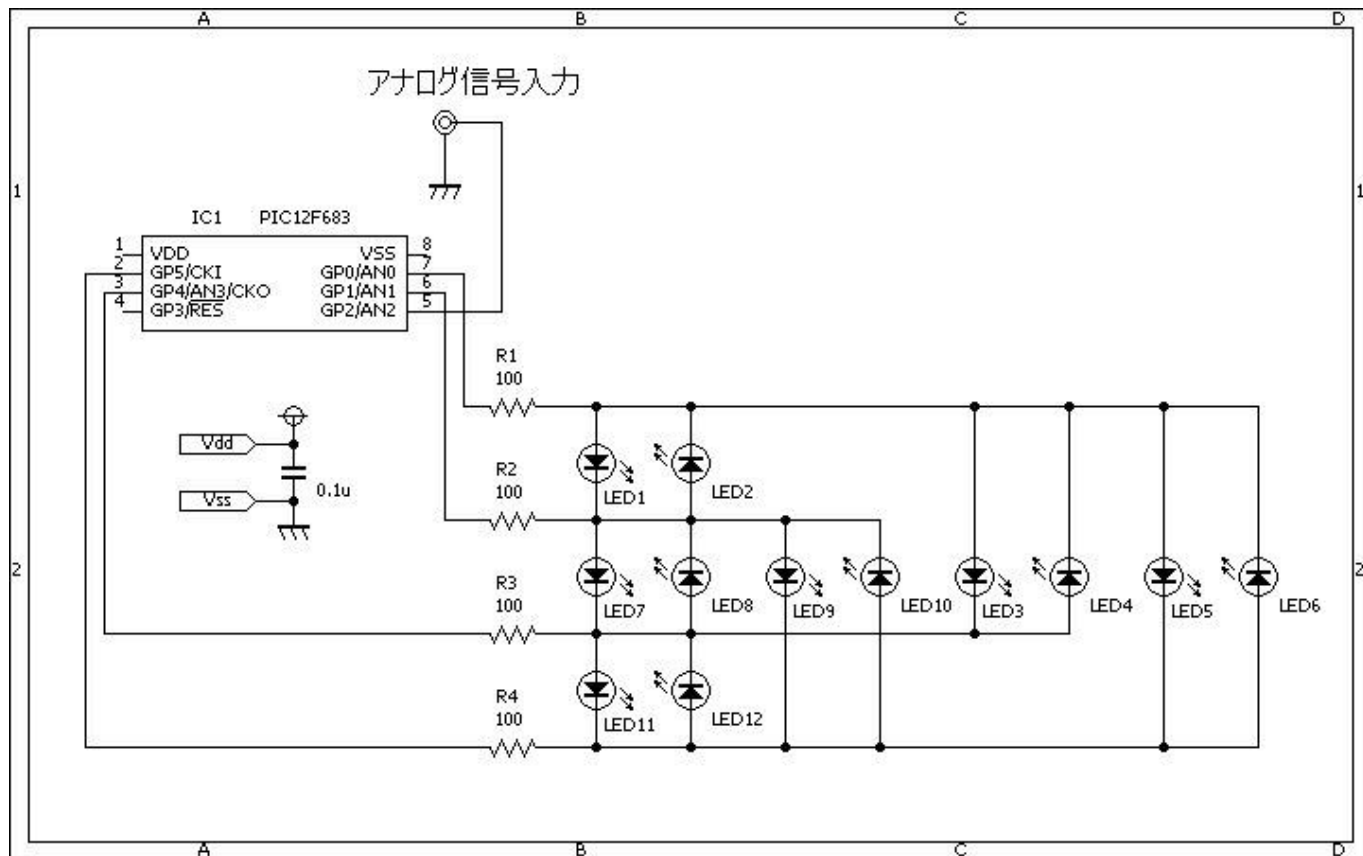 A B C D
アナログ信号入力
1 1
IC1 PIC12F683
1 VDD VSS 8
2 GP5/CKI GP0/AN0 7
3 GP4/AN3/CKO GP1/AN1 6
4 GP3/RES GP2/AN2 5
R1
100
Vdd
LED1 LED2
R2
100
Vss 0.1u
2 2
R3
100
LED7 LED8 LED9 LED10 LED3 LED4 LED5 LED6
R4
100
LED11 LED12
A B C D